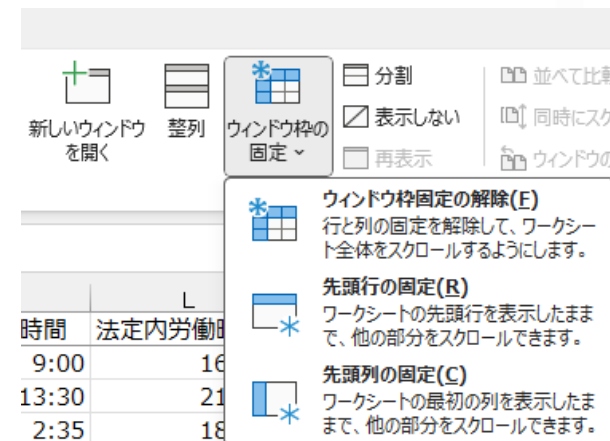 新しいウィンドウを開く
整列
ウィンドウ枠の固定
分割
表示しない
再表示
並べて比較
同時にスク
ウィンドウの
ウィンドウ枠固定の解除(F)
行と列の固定を解除して、ワークシー
ト全体をスクロールするようにします。
先頭行の固定(R)
ワークシートの先頭行を表示したまま
で、他の部分をスクロールできます。
先頭列の固定(C)
ワークシートの最初の列を表示したま
まで、他の部分をスクロールできます。
L
時間 法定内労働
9:00 16
13:30 21
2:35 18